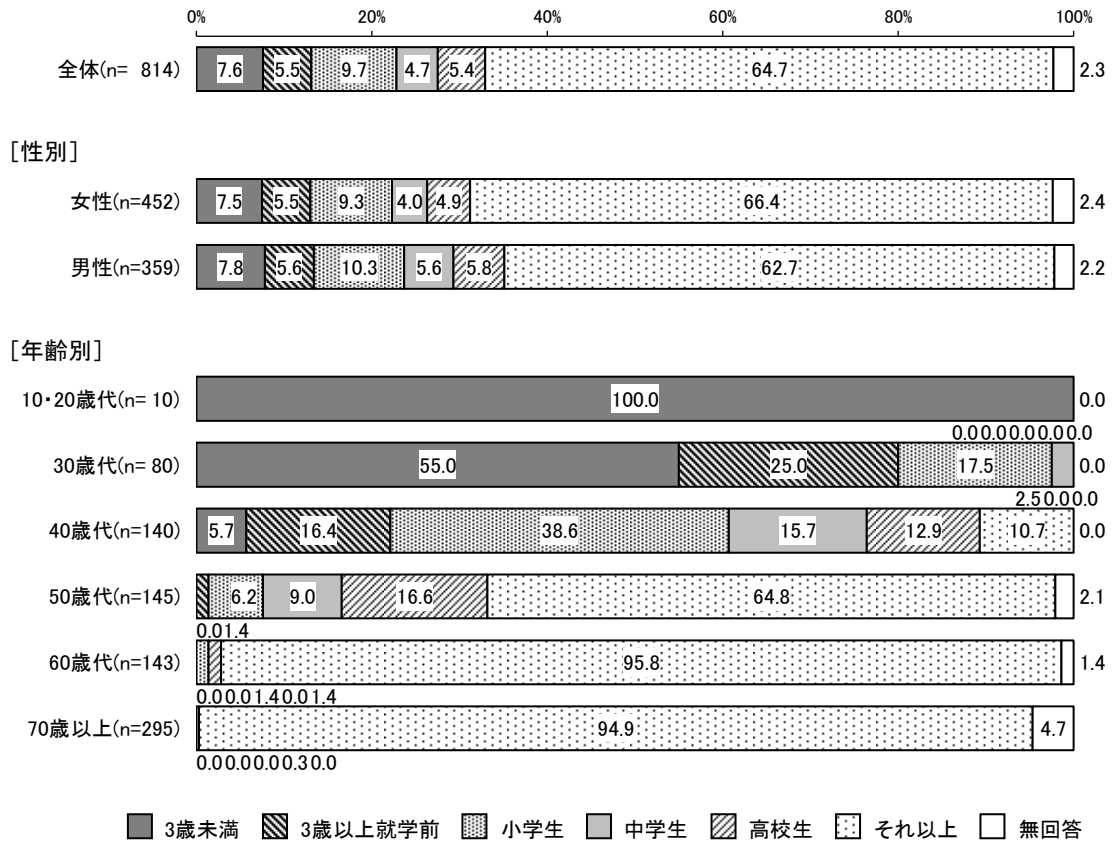 0% 20% 40% 60% 80% 100%
全体(n= 814) 7.6 5.5 9.7 4.7 5.4 64.7 2.3
[性別]
女性(n=452) 7.5 5.5 9.3 4.0 4.9 66.4 2.4
男性(n=359) 7.8 5.6 10.3 5.6 5.8 62.7 2.2
[年齢別]
10・20歳代(n= 10) 100.0 0.0
0.00.00.00.00.0
30歳代(n= 80) 55.0 25.0 17.5 0.0
2.50.00.0
40歳代(n=140) 5.7 16.4 38.6 15.7 12.9 10.7 0.0
50歳代(n=145) 6.2 9.0 16.6 64.8 2.1
0.01.4
60歳代(n=143) 95.8 1.4
0.00.01.40.01.4
70歳以上(n=295) 94.9 4.7
0.00.00.00.30.0
3歳未満 3歳以上就学前 小学生 中学生 高校生 それ以上 無回答